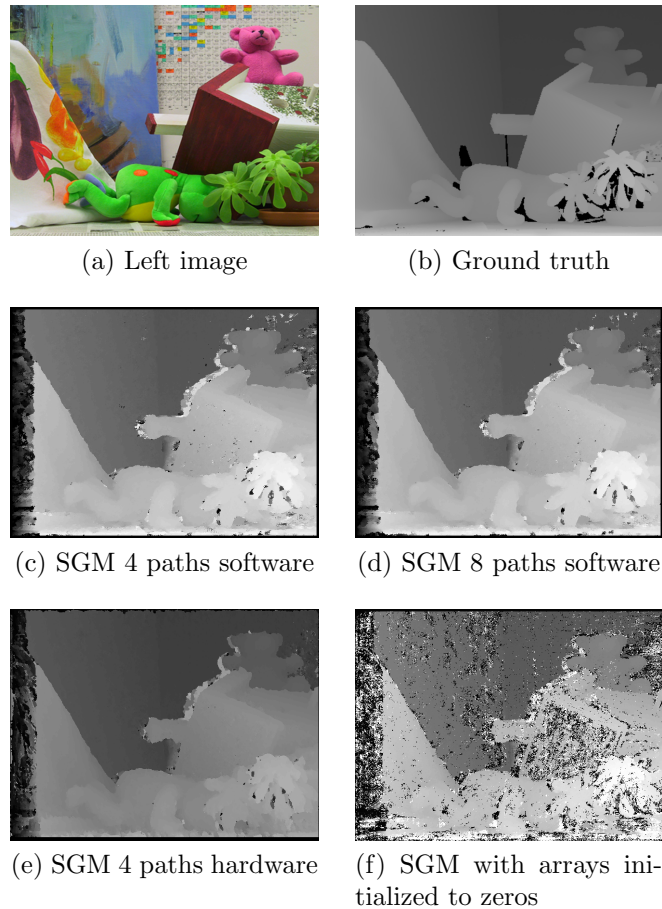 (a) Left image
(b) Ground truth
(c) SGM 4 paths software
(d) SGM 8 paths software
(e) SGM 4 paths hardware
(f) SGM with arrays ini-
tialized to zeros